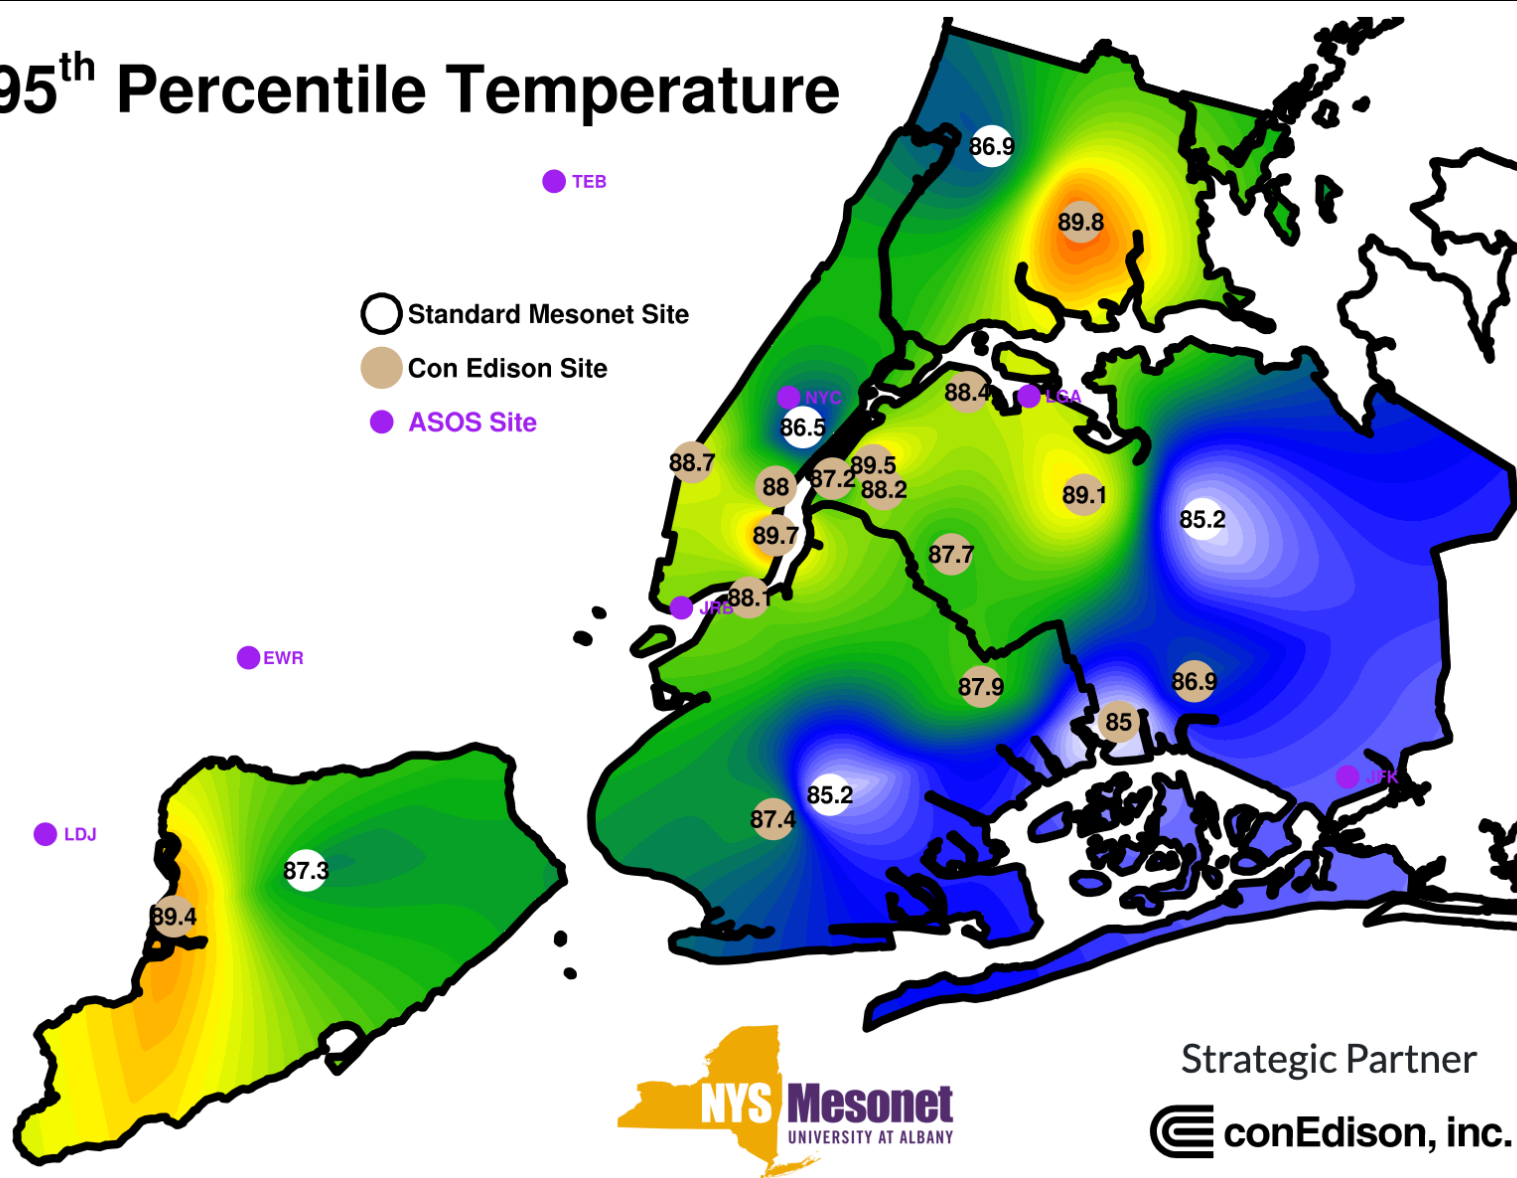 95th Percentile Temperature
TEB
86.9
89.8
Standard Mesonet Site
Con Edison Site
ASOS Site
NYC
86.5
88.4
LGA
88.7
88
87.2
89.5
88.2
89.1
85.2
89.7
87.7
JRB
88.1
EWR
87.9
86.9
85
JFK
85.2
87.4
LDJ
87.3
89.4
NYS Mesonet
UNIVERSITY AT ALBANY
Strategic Partner
conEdison, inc.